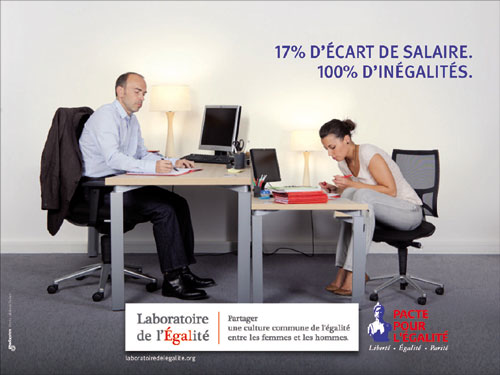 17% D'ÉCART DE SALAIRE.
100% D'INÉGALITÉS.
Laboratoire
de l'Égalité
Partager
une culture commune de l'égalité
entre les femmes et les hommes.
laboratoiredelegalite.org
PACTE
POUR
L'ÉGALITÉ
Liberté • Égalité • Parité